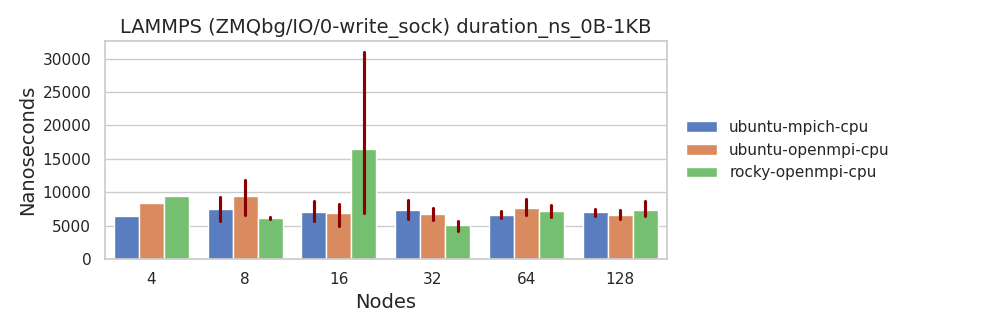 LAMMPS (ZMQbg/IO/0-write_sock) duration_ns_0B-1KB
Nanoseconds
30000
25000
20000
15000
10000
5000
0
4 8 16 32 64 128
Nodes
ubuntu-mpich-cpu
ubuntu-openmpi-cpu
rocky-openmpi-cpu